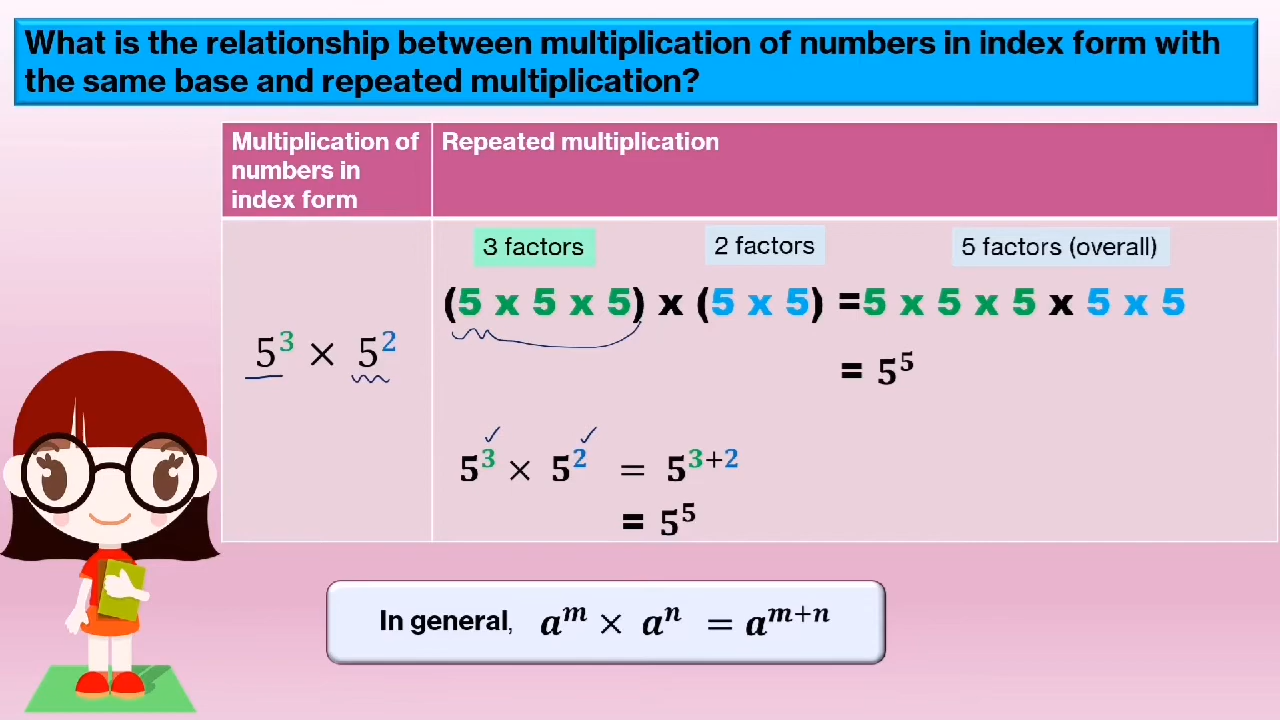 What is the relationship between multiplication of numbers in index form with
the same base and repeated multiplication?
Multiplication of
numbers in
index form
Repeated multiplication
3 factors
2 factors
5 factors (overall)
5³ × 5²
(5 x 5 x 5) x (5 x 5) =5 x 5 x 5 x 5 x 5
= 5⁵
5³ × 5² = 5³⁺²
= 5⁵
In general, aᵐ × aⁿ = aᵐ⁺ⁿ